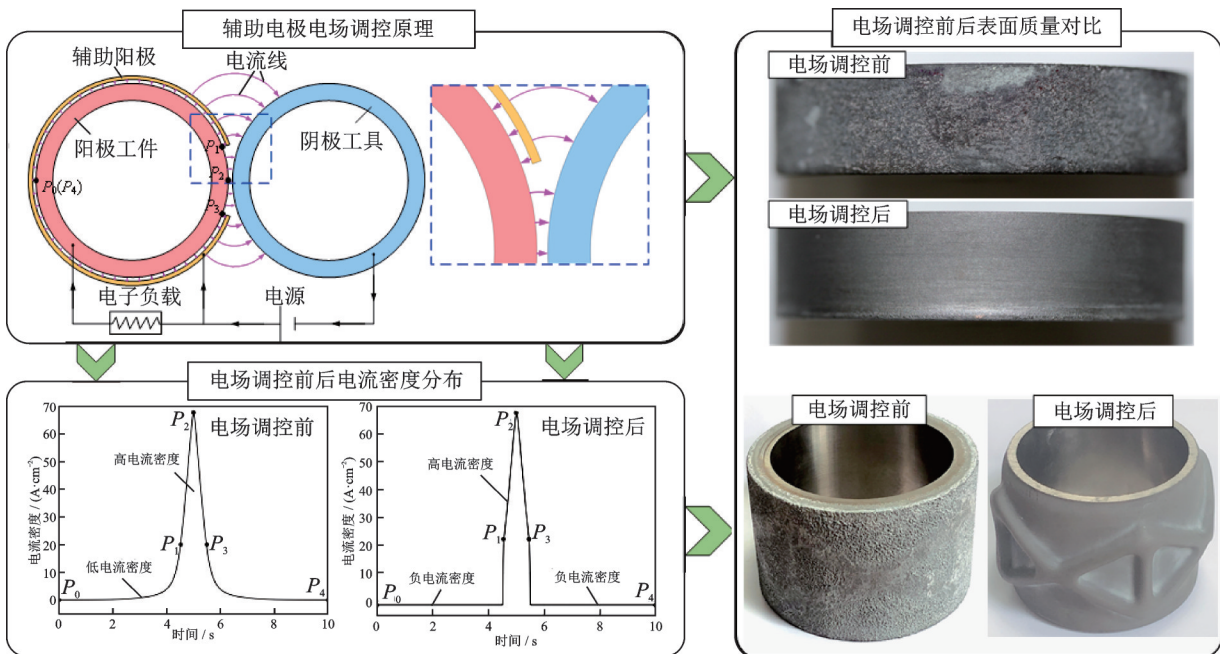 辅助电极电场调控原理
辅助阳极
电流线
阳极工件
阴极工具
P1
P2
P3
P0(P4)
电子负载
电源
电场调控前后电流密度分布
电场调控前
70
60
50
40
30
20
10
0
电流密度 / (A·cm⁻²)
P2
高电流密度
P1
P3
低电流密度
P0
P4
0
2
4
6
8
10
时间 / s
电场调控后
70
60
50
40
30
20
10
0
电流密度 / (A·cm⁻²)
P2
高电流密度
P1
P3
负电流密度
负电流密度
P0
P4
0
2
4
6
8
10
时间 / s
电场调控前后表面质量对比
电场调控前
电场调控后
电场调控前
电场调控后